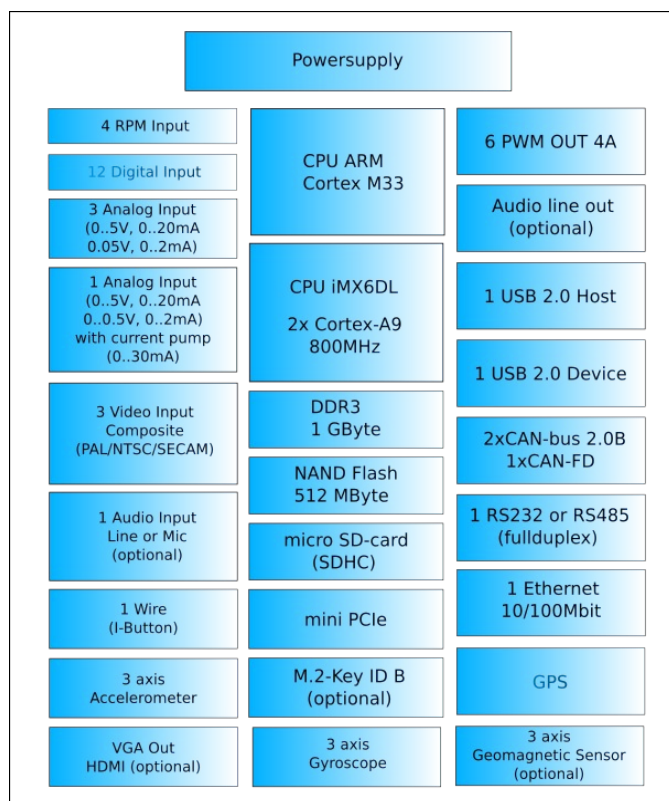 Powersupply
4 RPM Input
12 Digital Input
3 Analog Input
(0..5V, 0..20mA
0.05V, 0..2mA)
1 Analog Input
(0..5V, 0..20mA
0..0.5V, 0..2mA)
with current pump
(0..30mA)
3 Video Input
Composite
(PAL/NTSC/SECAM)
1 Audio Input
Line or Mic
(optional)
1 Wire
(I-Button)
3 axis
Accelerometer
VGA Out
HDMI (optional)
CPU ARM
Cortex M33
CPU iMX6DL
2x Cortex-A9
800MHz
DDR3
1 GByte
NAND Flash
512 MByte
micro SD-card
(SDHC)
mini PCIe
M.2-Key ID B
(optional)
3 axis
Gyroscope
6 PWM OUT 4A
Audio line out
(optional)
1 USB 2.0 Host
1 USB 2.0 Device
2xCAN-bus 2.0B
1xCAN-FD
1 RS232 or RS485
(fullduplex)
1 Ethernet
10/100Mbit
GPS
3 axis
Geomagnetic Sensor
(optional)